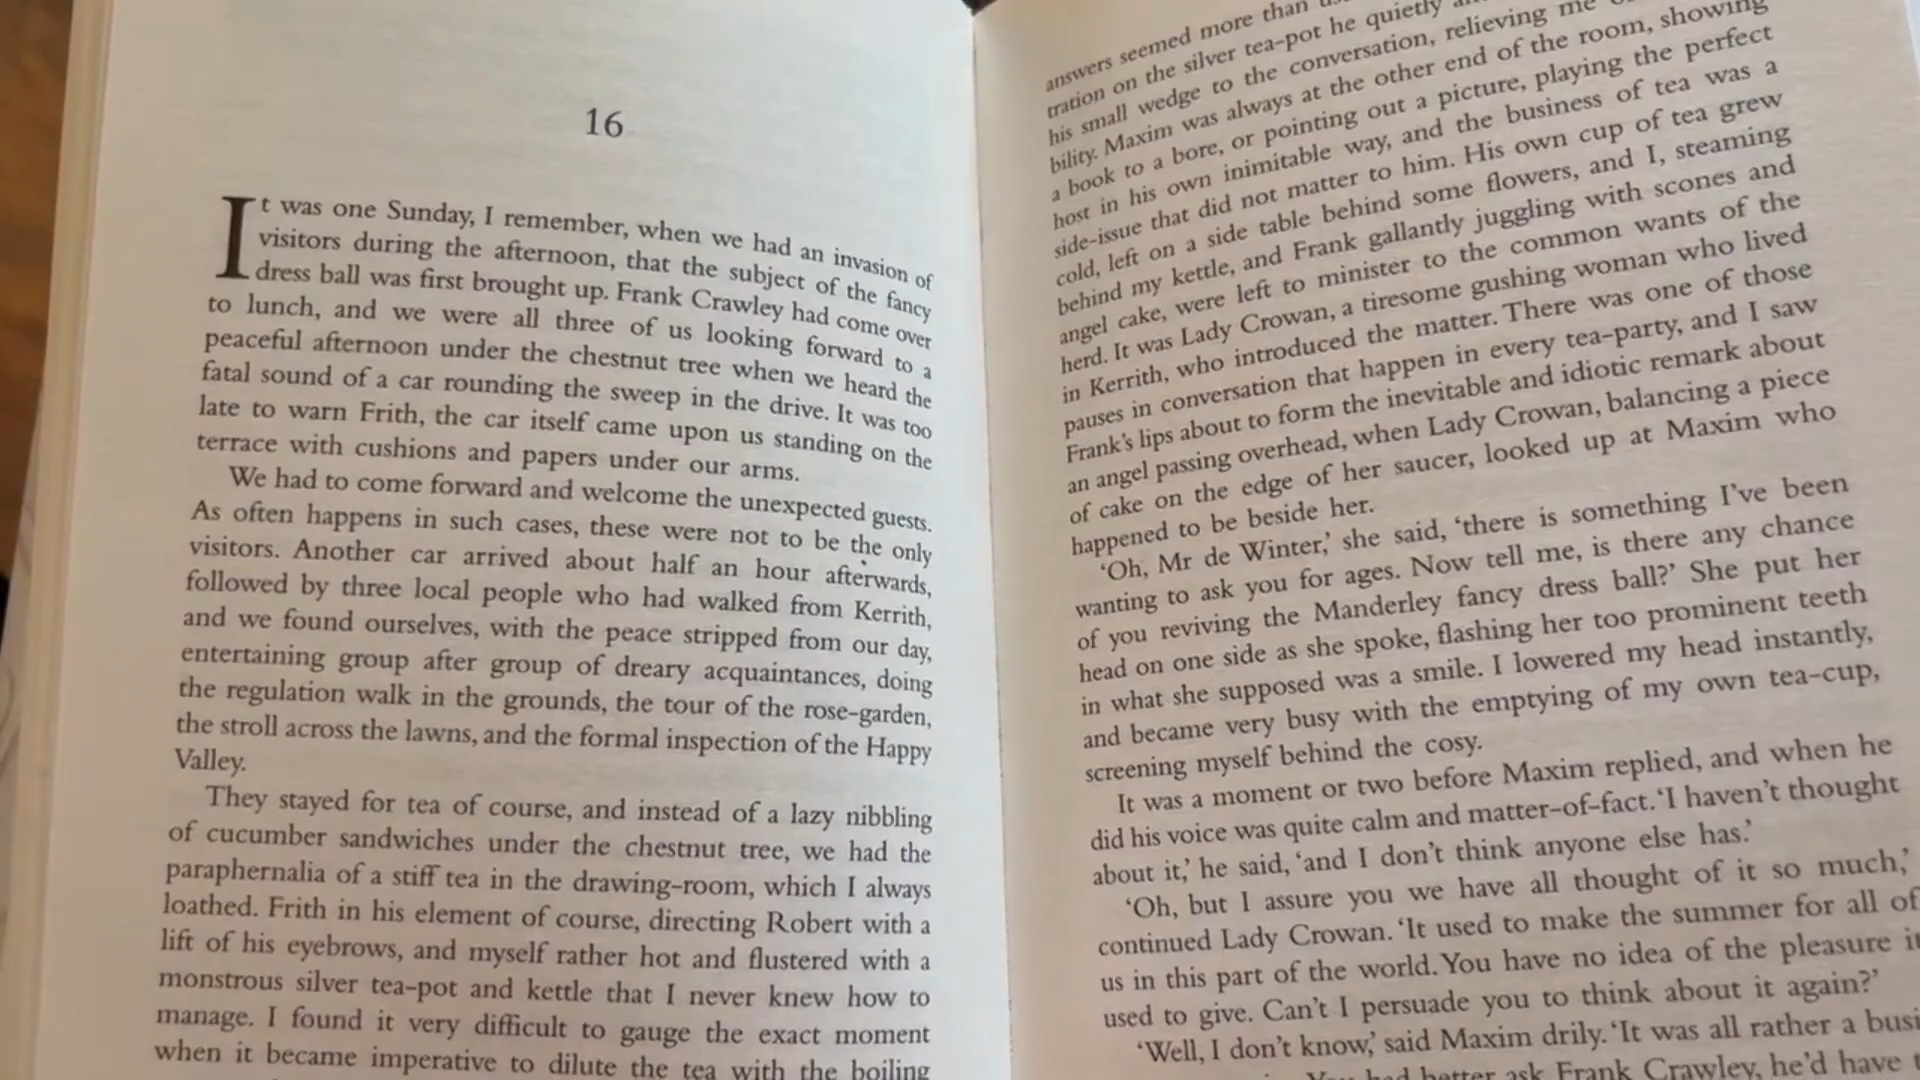 16
It was one Sunday, I remember, when we had an invasion of
visitors during the afternoon, that the subject of the fancy
dress ball was first brought up. Frank Crawley had come over
to lunch, and we were all three of us looking forward to a
peaceful afternoon under the chestnut tree when we heard the
fatal sound of a car rounding the sweep in the drive. It was too
late to warn Frith, the car itself came upon us standing on the
terrace with cushions and papers under our arms.
We had to come forward and welcome the unexpected guests.
As often happens in such cases, these were not to be the only
visitors. Another car arrived about half an hour afterwards,
followed by three local people who had walked from Kerrith,
and we found ourselves, with the peace stripped from our day,
entertaining group after group of dreary acquaintances, doing
the regulation walk in the grounds, the tour of the rose-garden,
the stroll across the lawns, and the formal inspection of the Happy
Valley.
They stayed for tea of course, and instead of a lazy nibbling
of cucumber sandwiches under the chestnut tree, we had the
paraphernalia of a stiff tea in the drawing-room, which I always
loathed. Frith in his element of course, directing Robert with a
lift of his eyebrows, and myself rather hot and flustered with a
monstrous silver tea-pot and kettle that I never knew how to
manage. I found it very difficult to gauge the exact moment
when it became imperative to dilute the tea with the boiling
answers seemed more than
tration on the silver tea-pot he quietly
his small wedge to the conversation, relieving me
bility. Maxim was always at the other end of the room, showing
a book to a bore, or pointing out a picture, playing the perfect
host in his own inimitable way, and the business of tea was a
side-issue that did not matter to him. His own cup of tea grew
cold, left on a side table behind some flowers, and I, steaming
behind my kettle, and Frank gallantly juggling with scones and
angel cake, were left to minister to the common wants of the
herd. It was Lady Crowan, a tiresome gushing woman who lived
in Kerrith, who introduced the matter. There was one of those
pauses in conversation that happen in every tea-party, and I saw
Frank's lips about to form the inevitable and idiotic remark about
an angel passing overhead, when Lady Crowan, balancing a piece
of cake on the edge of her saucer, looked up at Maxim who
happened to be beside her.
‘Oh, Mr de Winter,’ she said, ‘there is something I’ve been
wanting to ask you for ages. Now tell me, is there any chance
of you reviving the Manderley fancy dress ball?’ She put her
head on one side as she spoke, flashing her too prominent teeth
in what she supposed was a smile. I lowered my head instantly,
and became very busy with the emptying of my own tea-cup,
screening myself behind the cosy.
It was a moment or two before Maxim replied, and when he
did his voice was quite calm and matter-of-fact. ‘I haven’t thought
about it,’ he said, ‘and I don’t think anyone else has.’
‘Oh, but I assure you we have all thought of it so much,’
continued Lady Crowan. ‘It used to make the summer for all of
us in this part of the world. You have no idea of the pleasure it
used to give. Can’t I persuade you to think about it again?’
‘Well, I don’t know,’ said Maxim drily. ‘It was all rather a busi
You had better ask Frank Crawley, he’d have